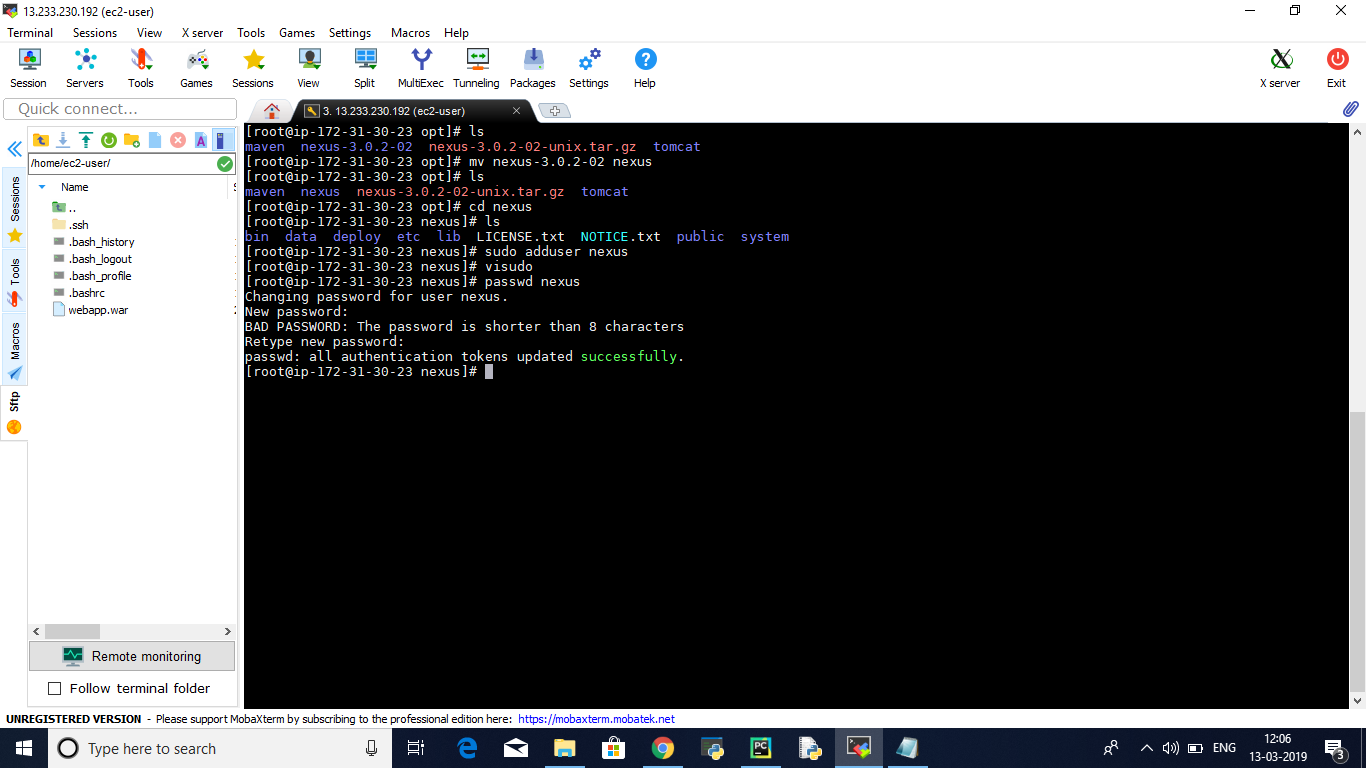 13.233.230.192 (ec2-user)
Terminal Sessions View X server Tools Games Settings Macros Help
Session Servers Tools Games Sessions View Split MultiExec Tunneling Packages Settings Help X server Exit
Quick connect...
3. 13.233.230.192 (ec2-user)
/home/ec2-user/
Name
..
.ssh
.bash_history
.bash_logout
.bash_profile
.bashrc
webapp.war
Sessions
Tools
Macros
Sftp
Remote monitoring
Follow terminal folder
[root@ip-172-31-30-23 opt]# ls
maven nexus-3.0.2-02 nexus-3.0.2-02-unix.tar.gz tomcat
[root@ip-172-31-30-23 opt]# mv nexus-3.0.2-02 nexus
[root@ip-172-31-30-23 opt]# ls
maven nexus nexus-3.0.2-02-unix.tar.gz tomcat
[root@ip-172-31-30-23 opt]# cd nexus
[root@ip-172-31-30-23 nexus]# ls
bin data deploy etc lib LICENSE.txt NOTICE.txt public system
[root@ip-172-31-30-23 nexus]# sudo adduser nexus
[root@ip-172-31-30-23 nexus]# visudo
[root@ip-172-31-30-23 nexus]# passwd nexus
Changing password for user nexus.
New password:
BAD PASSWORD: The password is shorter than 8 characters
Retype new password:
passwd: all authentication tokens updated successfully.
[root@ip-172-31-30-23 nexus]#
UNREGISTERED VERSION - Please support MobaXterm by subscribing to the professional edition here: https://mobaxterm.mobatek.net
Type here to search
ENG
12:06
13-03-2019
3